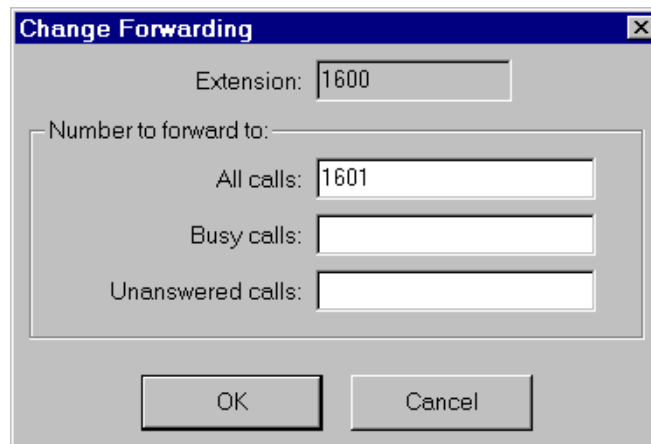 Change Forwarding
Extension: 1600
Number to forward to:
All calls: 1601
Busy calls:
Unanswered calls:
OK Cancel